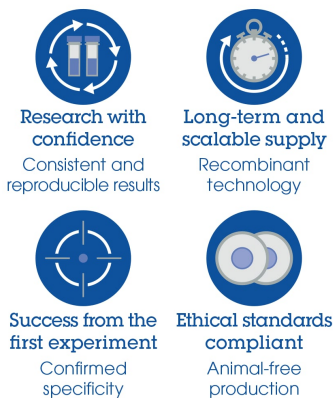 Research with
confidence
Consistent and
reproducible results
Long-term and
scalable supply
Recombinant
technology
Success from the
first experiment
Confirmed
specificity
Ethical standards
compliant
Animal-free
production